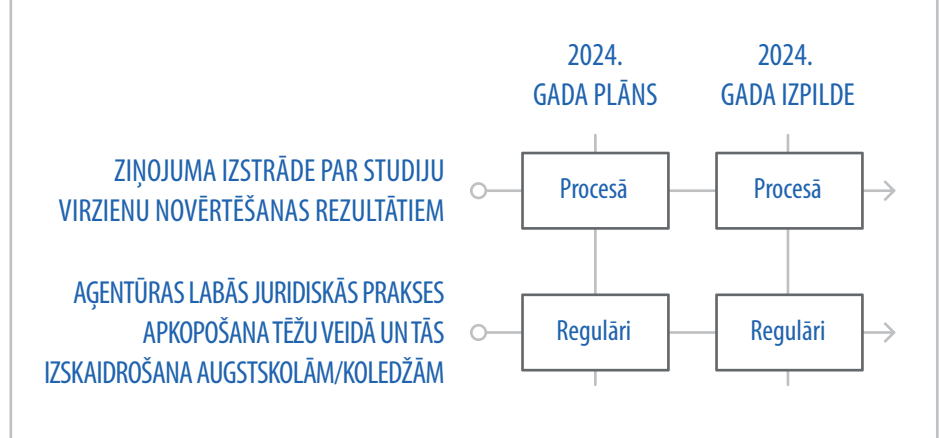 2024.
GADA PLĀNS
2024.
GADA IZPILDE
ZIŅOJUMA IZSTRĀDE PAR STUDIJU
VIRZIENU NOVĒRTĒŠANAS REZULTĀTIEM
Procesā
Procesā
AĢENTŪRAS LABĀS JURIDISKĀS PRAKSES
APKOPOŠANA TĒŽU VEIDĀ UN TĀS
IZSKAIDROŠANA AUGSTSKOLĀM/KOLEDŽĀM
Regulāri
Regulāri